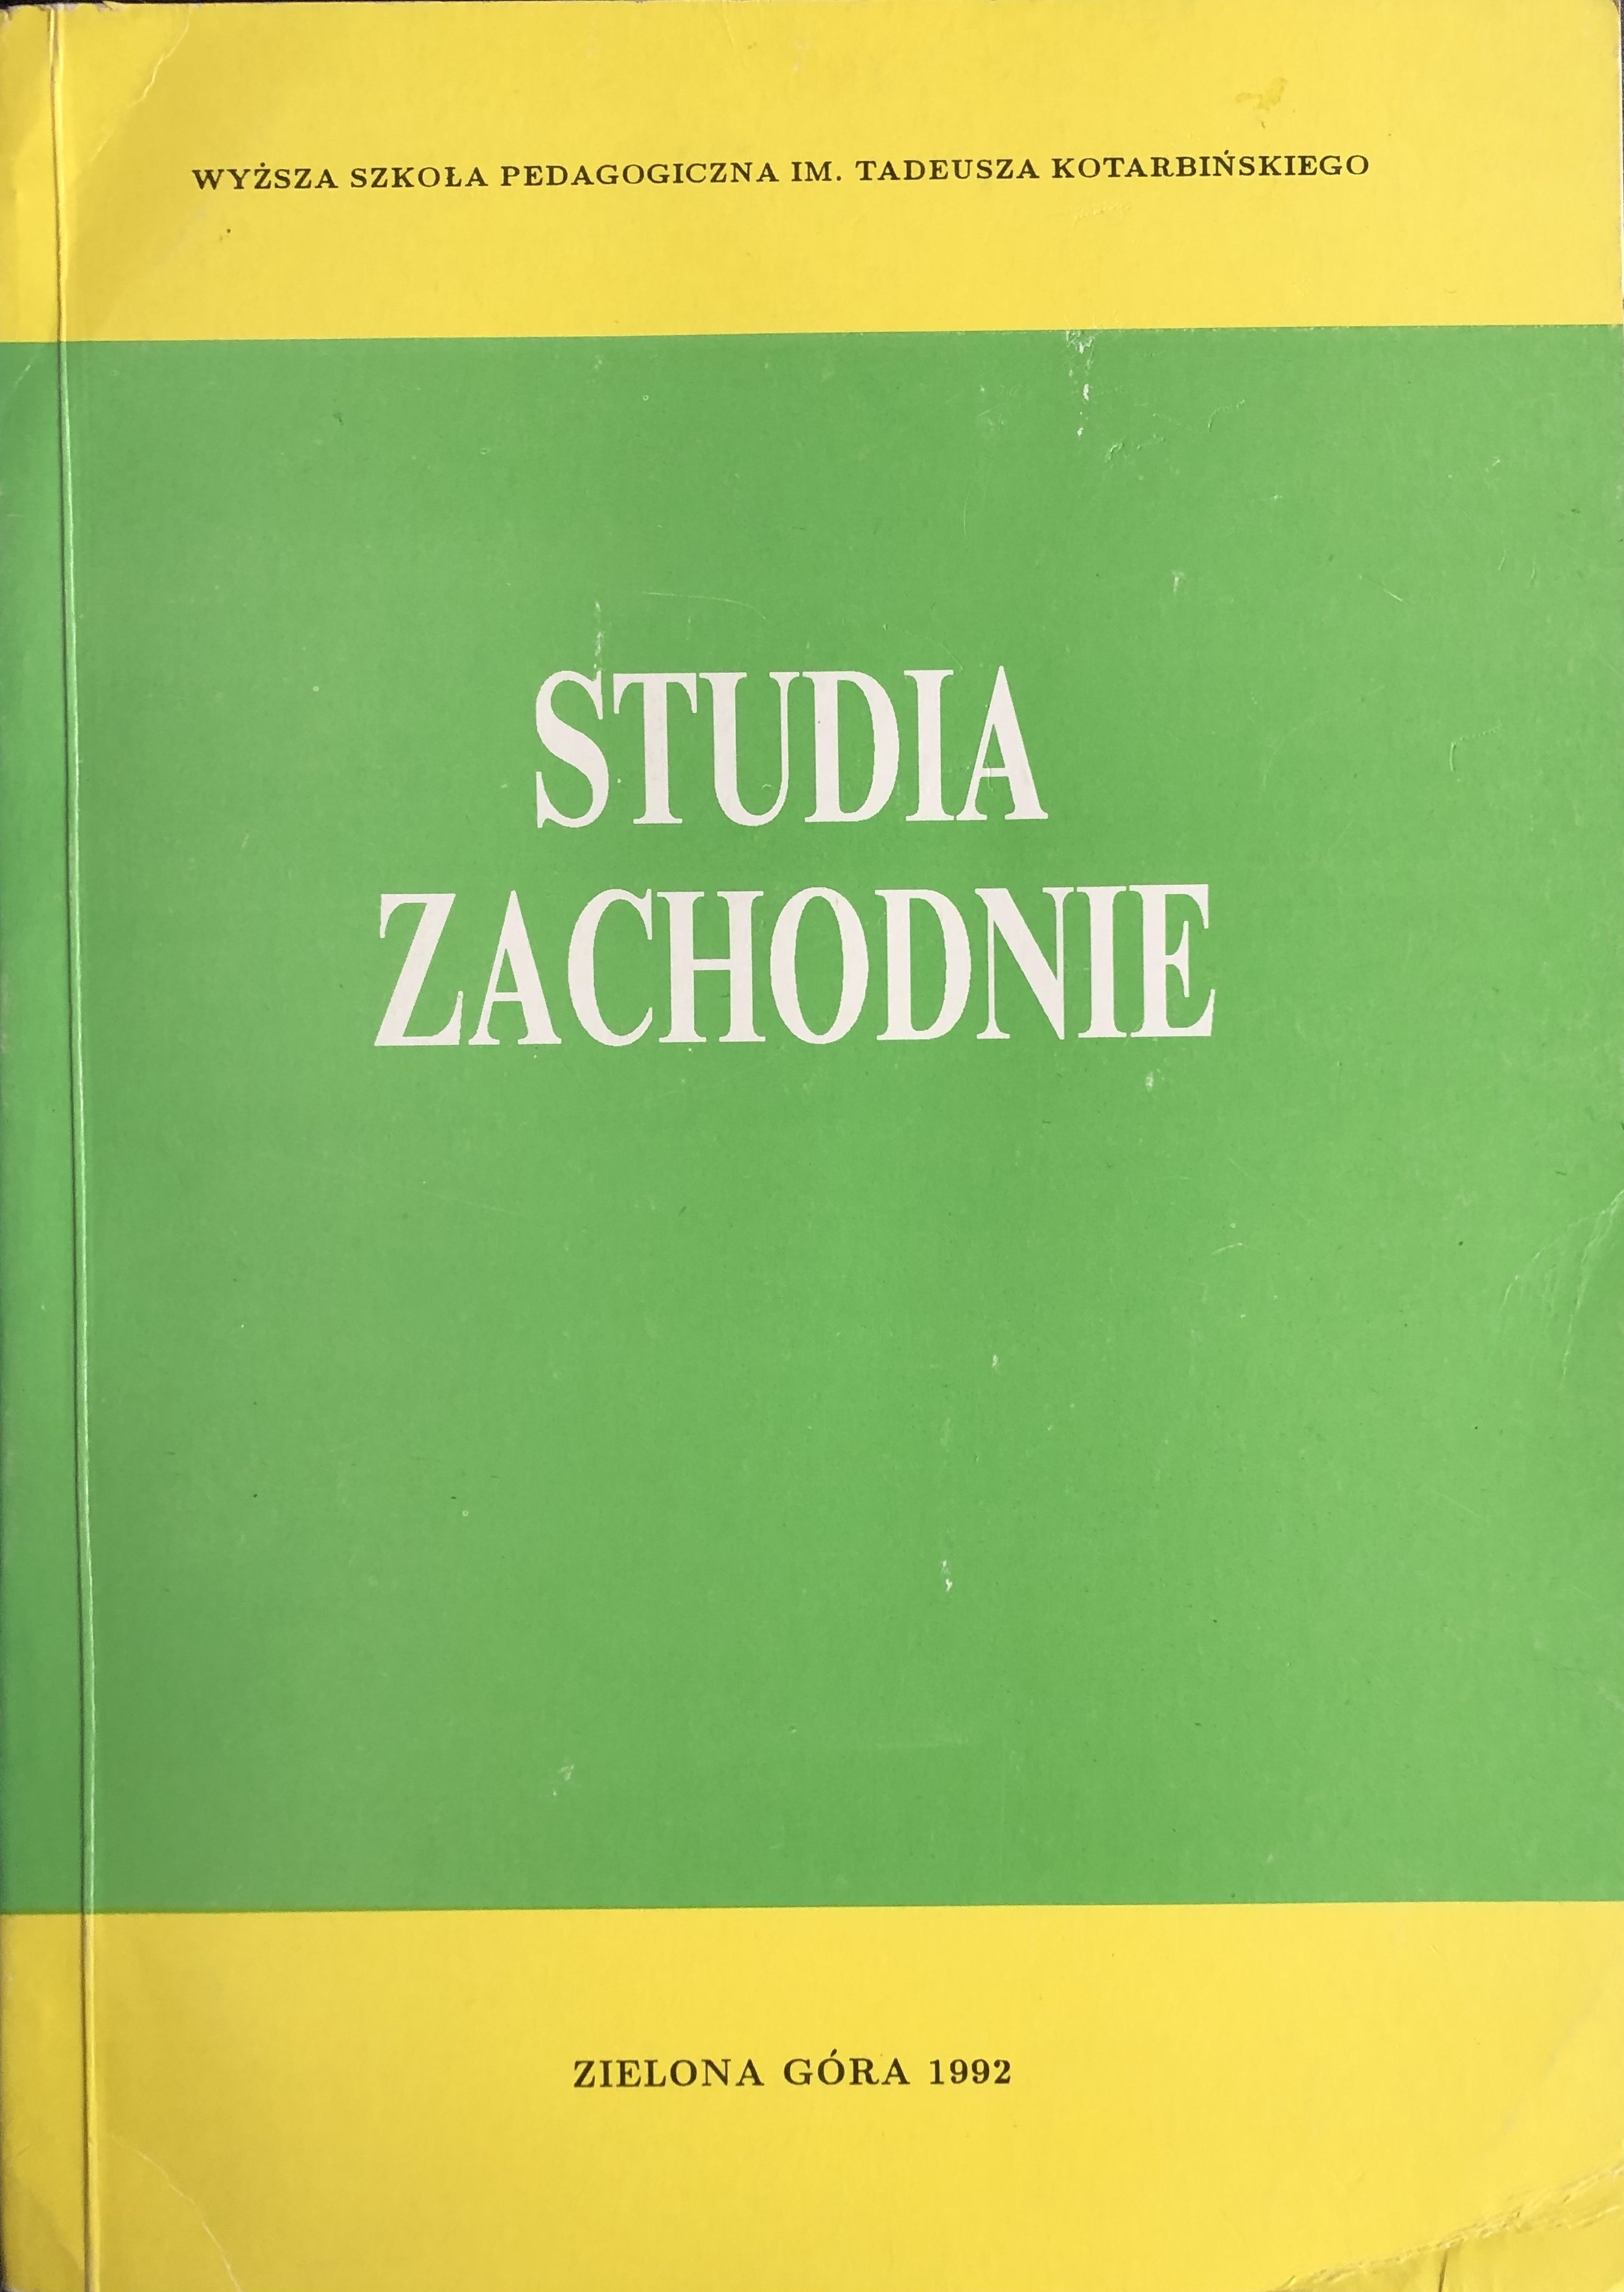 WYŻSZA SZKOŁA PEDAGOGICZNA IM. TADEUSZA KOTARBIŃSKIEGO
STUDIA
ZACHODNIE
ZIELONA GÓRA 1992